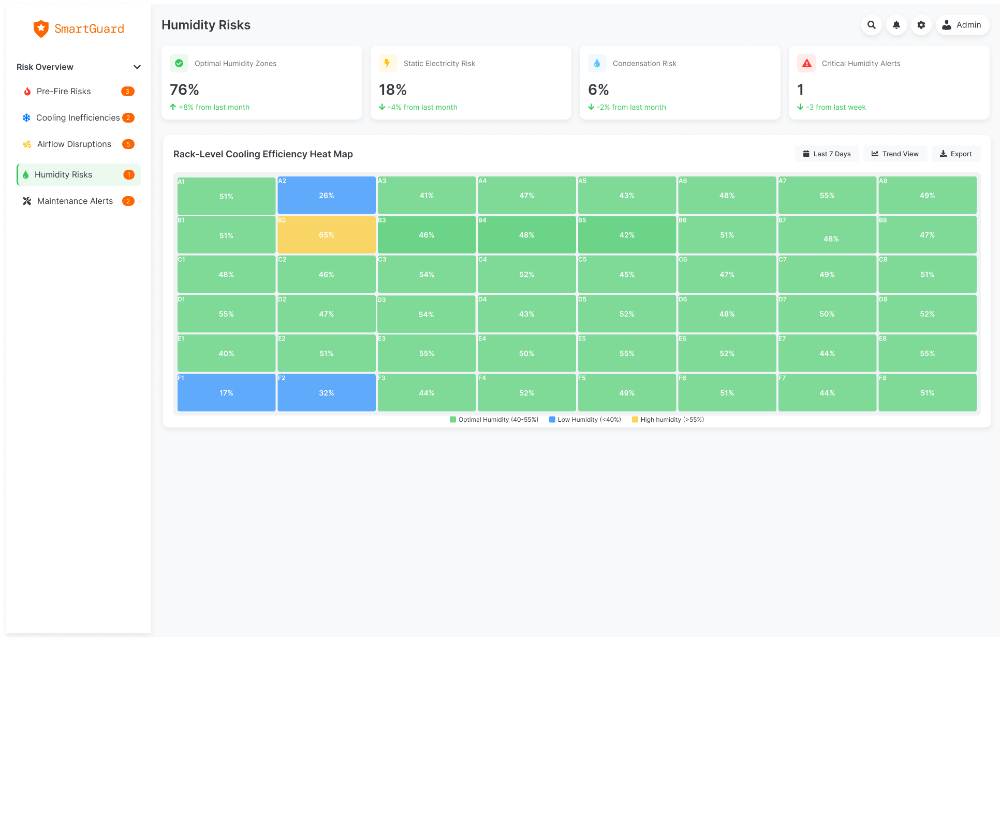 SmartGuard
Risk Overview
Pre-Fire Risks 3
Cooling Inefficiencies 2
Airflow Disruptions 5
Humidity Risks 1
Maintenance Alerts 2
Humidity Risks
Admin
Optimal Humidity Zones
76%
+8% from last month
Static Electricity Risk
18%
-4% from last month
Condensation Risk
6%
-2% from last month
Critical Humidity Alerts
1
-3 from last week
Rack-Level Cooling Efficiency Heat Map
Last 7 Days Trend View Export
A1 A2 A3 A4 A5 A6 A7 A8
51% 26% 41% 47% 43% 48% 55% 49%
B1 B2 B3 B4 B5 B6 B7 B8
51% 65% 46% 48% 42% 51% 48% 47%
C1 C2 C3 C4 C5 C6 C7 C8
48% 46% 54% 52% 45% 47% 49% 51%
D1 D2 D3 D4 D5 D6 D7 D8
55% 47% 54% 43% 52% 48% 50% 52%
E1 E2 E3 E4 E5 E6 E7 E8
40% 51% 55% 50% 55% 52% 44% 55%
F1 F2 F3 F4 F5 F6 F7 F8
17% 32% 44% 52% 49% 51% 44% 51%
Optimal Humidity (40-55%) Low Humidity (<40%) High humidity (>55%)